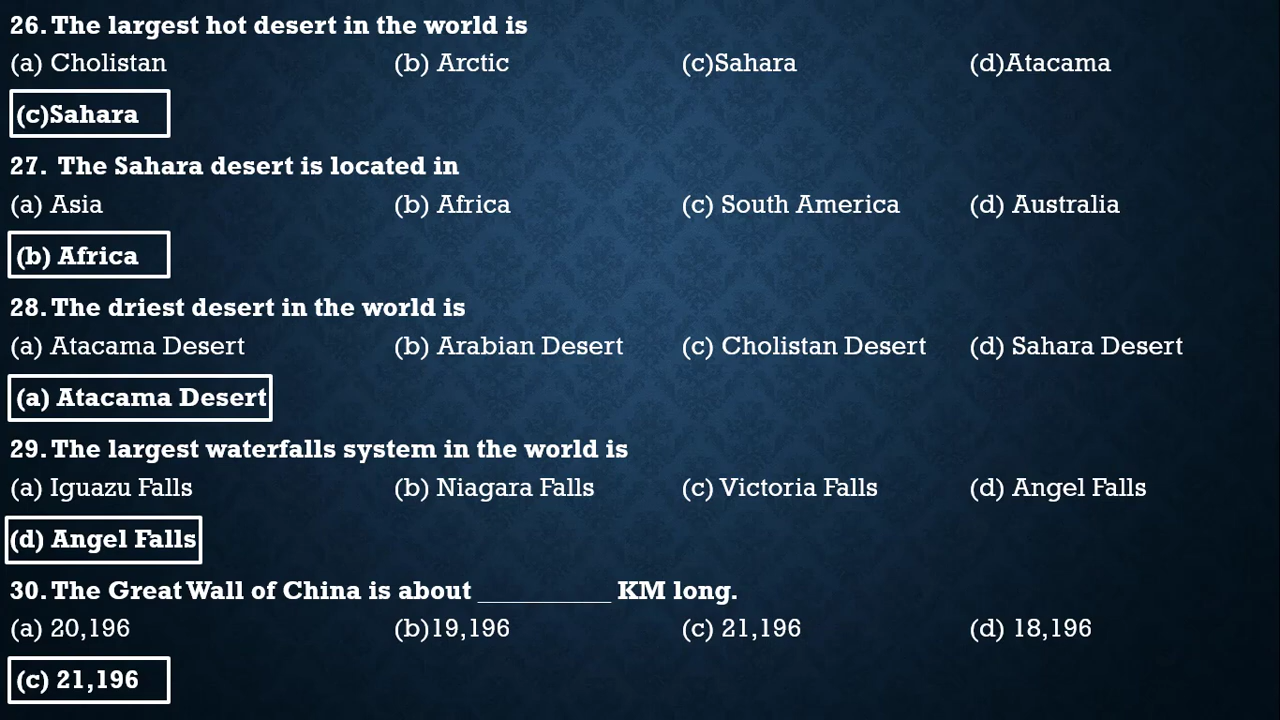 26. The largest hot desert in the world is
(a) Cholistan (b) Arctic (c)Sahara (d)Atacama
(c)Sahara
27. The Sahara desert is located in
(a) Asia (b) Africa (c) South America (d) Australia
(b) Africa
28. The driest desert in the world is
(a) Atacama Desert (b) Arabian Desert (c) Cholistan Desert (d) Sahara Desert
(a) Atacama Desert
29. The largest waterfalls system in the world is
(a) Iguazu Falls (b) Niagara Falls (c) Victoria Falls (d) Angel Falls
(d) Angel Falls
30. The Great Wall of China is about __________ KM long.
(a) 20,196 (b)19,196 (c) 21,196 (d) 18,196
(c) 21,196